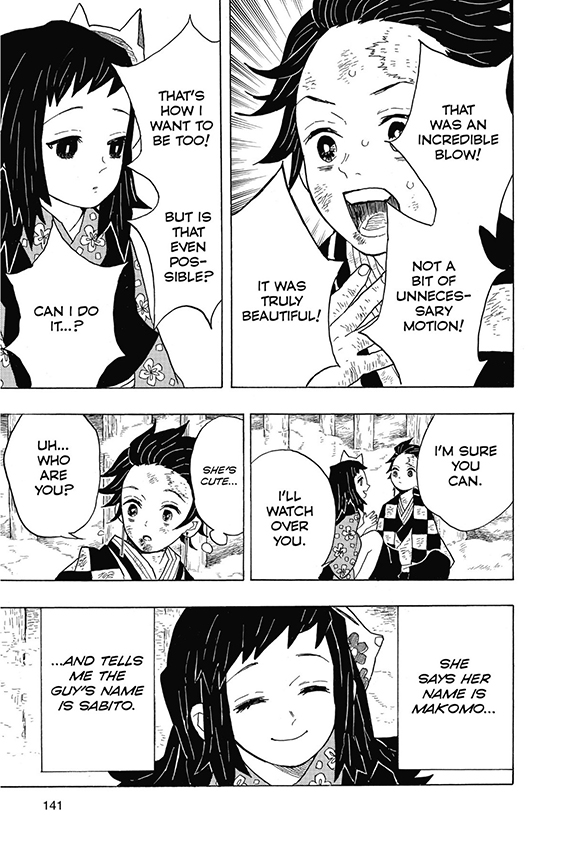 THAT
WAS AN
INCREDIBLE
BLOW!
NOT A
BIT OF
UNNECES-
SARY
MOTION!
IT WAS
TRULY
BEAUTIFUL!
THAT'S
HOW I
WANT TO
BE TOO!
BUT IS
THAT
EVEN
POS-
SIBLE?
CAN I DO
IT...?
I'M SURE
YOU
CAN.
I'LL
WATCH
OVER
YOU.
SHE'S
CUTE...
UH...
WHO
ARE
YOU?
SHE
SAYS HER
NAME IS
MAKOMO...
...AND TELLS
ME THE
GUY'S NAME
IS SABITO.
141